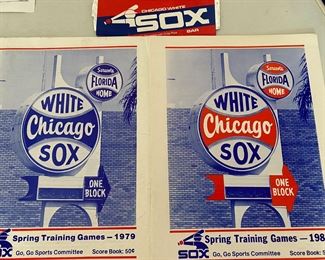 CHICAGO WHITE
SOX
BAR
Sarasota
FLORIDA
HOME
WHITE
Chicago
SOX
ONE
BLOCK
Spring Training Games — 1979
SOX
Go, Go Sports Committee Score Book: 50¢
Sarasota
FLORIDA
HOME
WHITE
Chicago
SOX
ONE
BLOCK
Spring Training Games — 198
SOX
Go, Go Sports Committee Score Book: